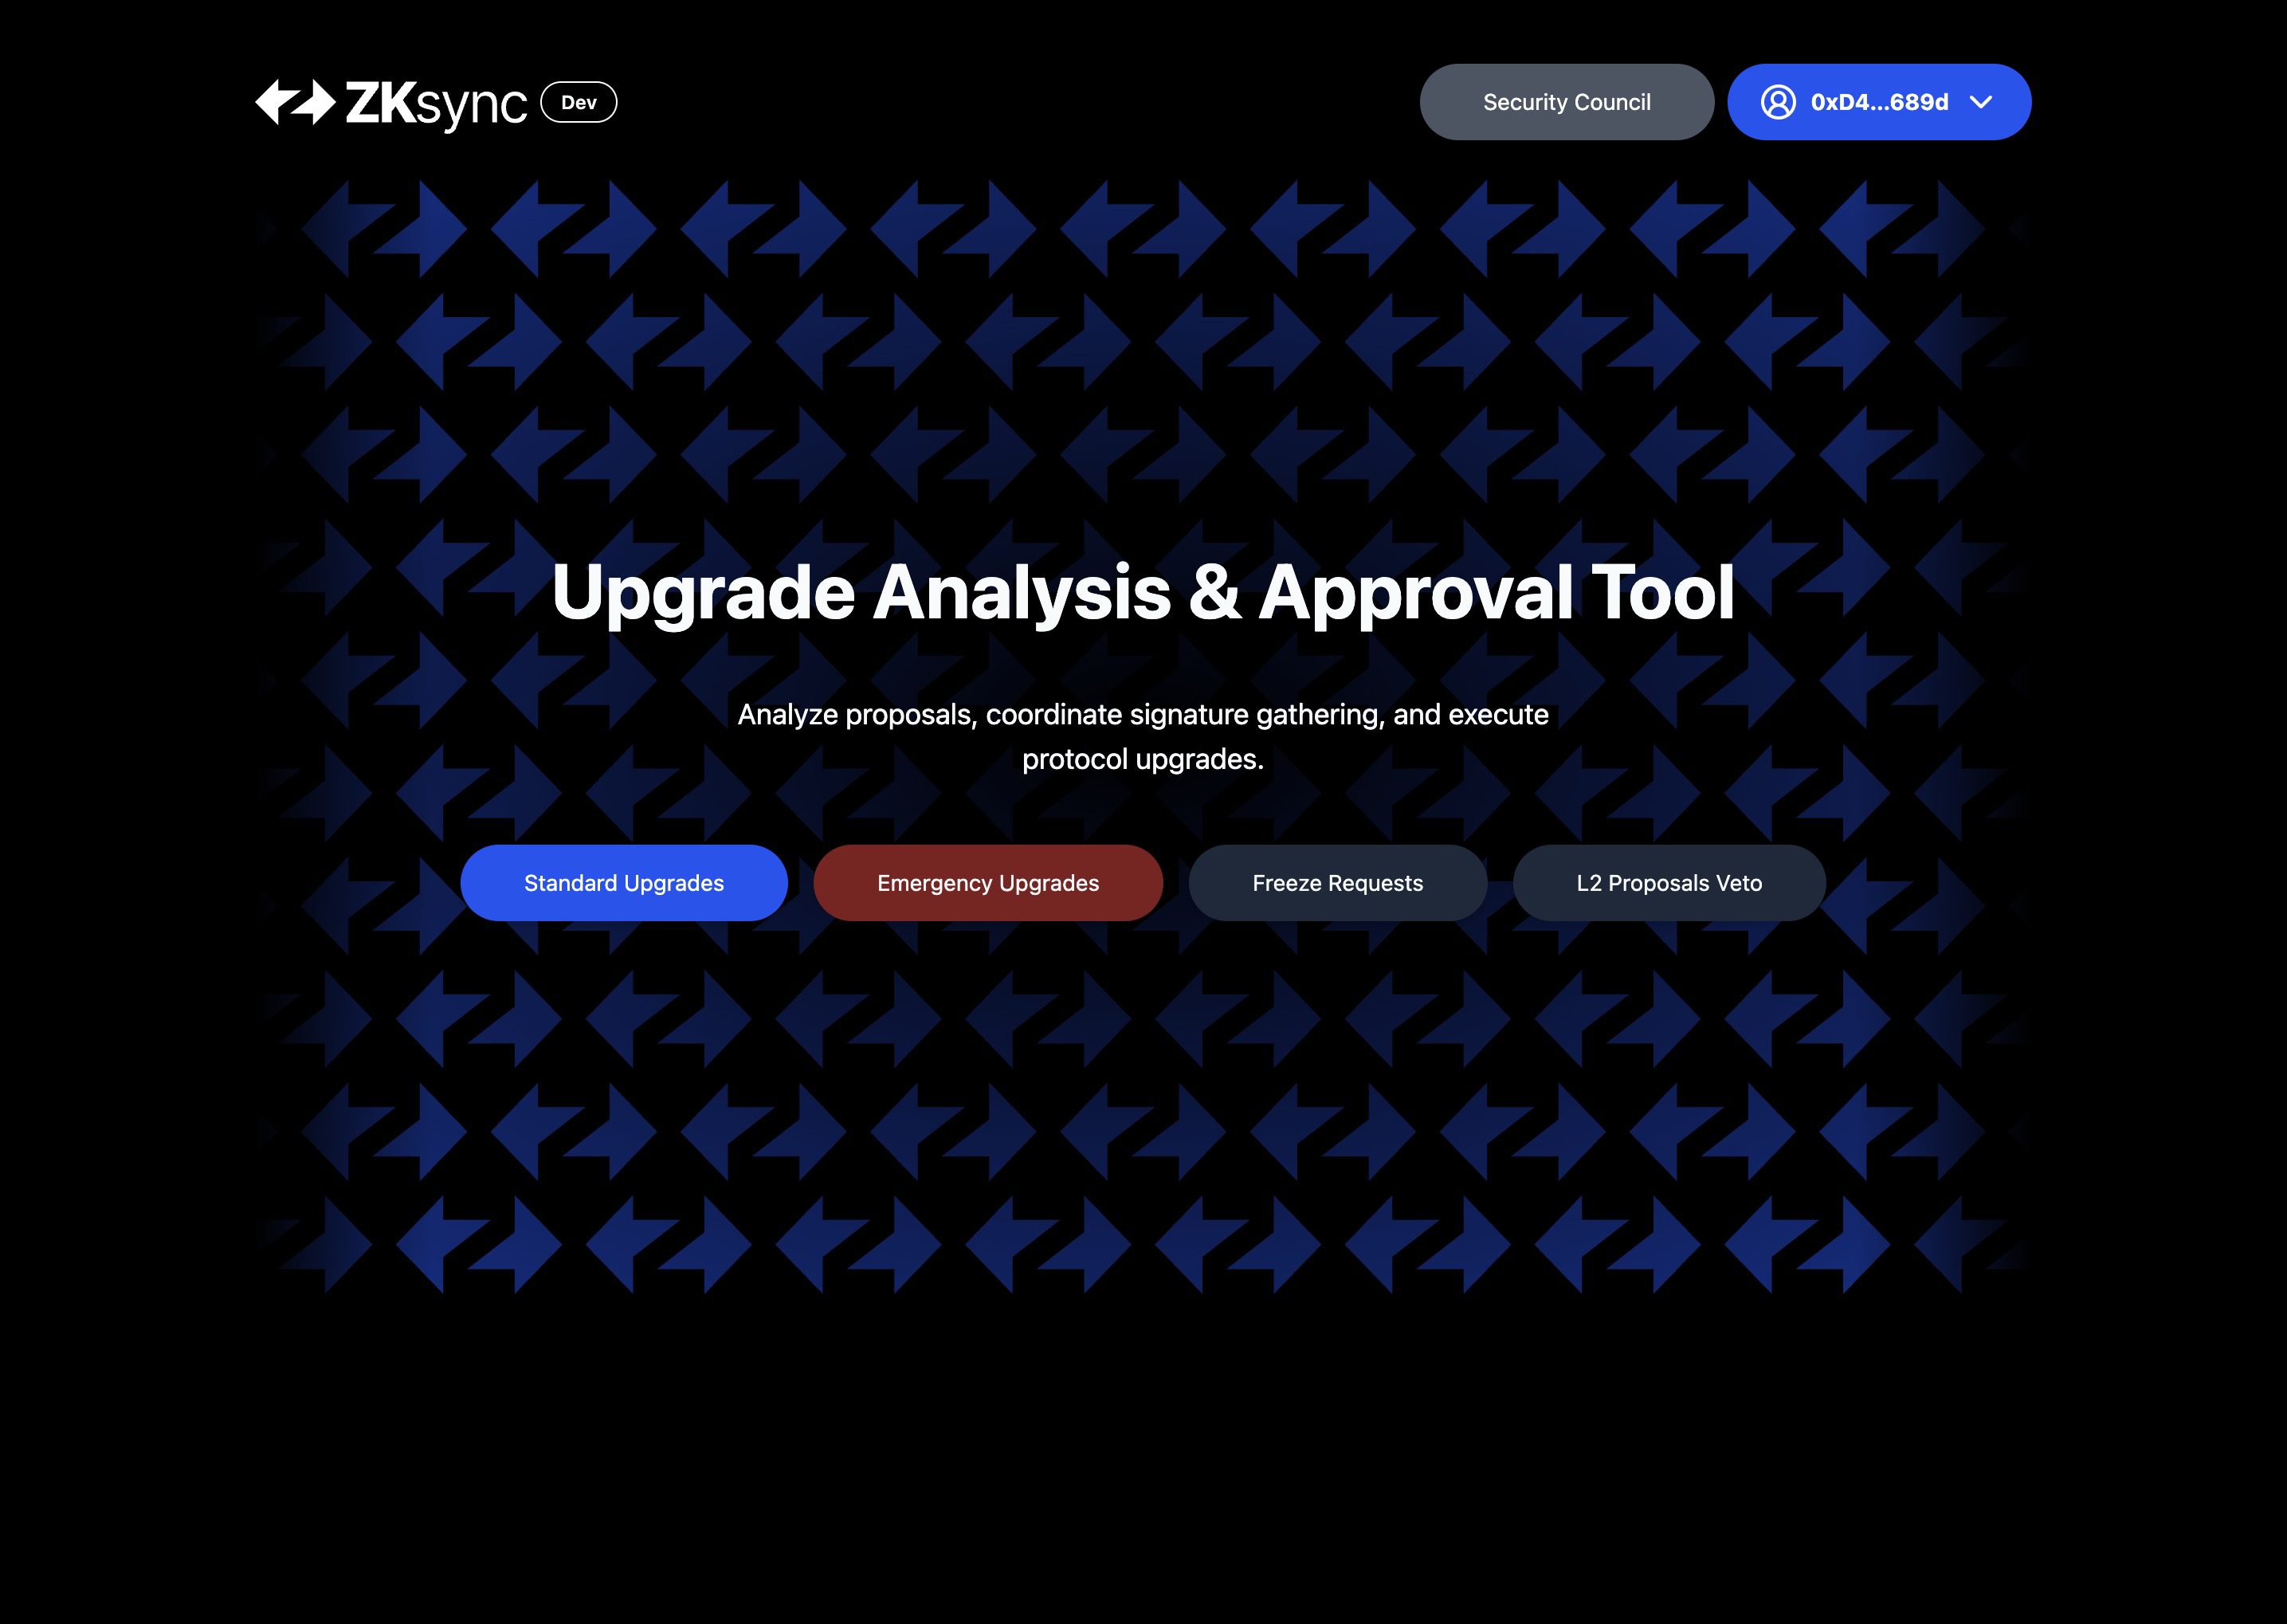 ZKsync Dev
Security Council
0xD4...689d
Upgrade Analysis & Approval Tool
Analyze proposals, coordinate signature gathering, and execute
protocol upgrades.
Standard Upgrades
Emergency Upgrades
Freeze Requests
L2 Proposals Veto